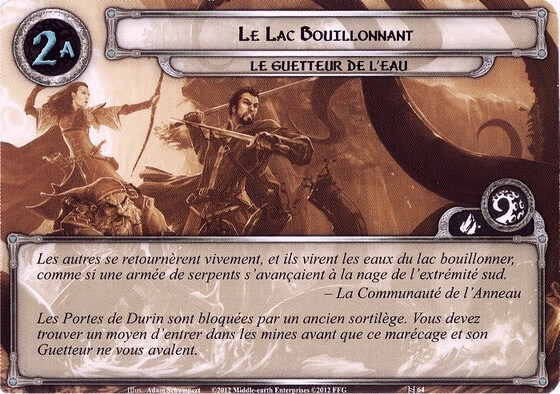 2A
LE LAC BOUILLONNANT
LE GUETTEUR DE L'EAU
Les autres se retournèrent vivement, et ils virent les eaux du lac bouillonner,
comme si une armée de serpents s'avançaient à la nage de l'extrémité sud.
– La Communauté de l'Anneau
Les Portes de Durin sont bloquées par un ancien sortilège. Vous devez
trouver un moyen d'entrer dans les mines avant que ce marécage et son
Guetteur ne vous avalent.
Illus. Adam Schumpert ©2012 Middle-earth Enterprises ©2012 FFG 64